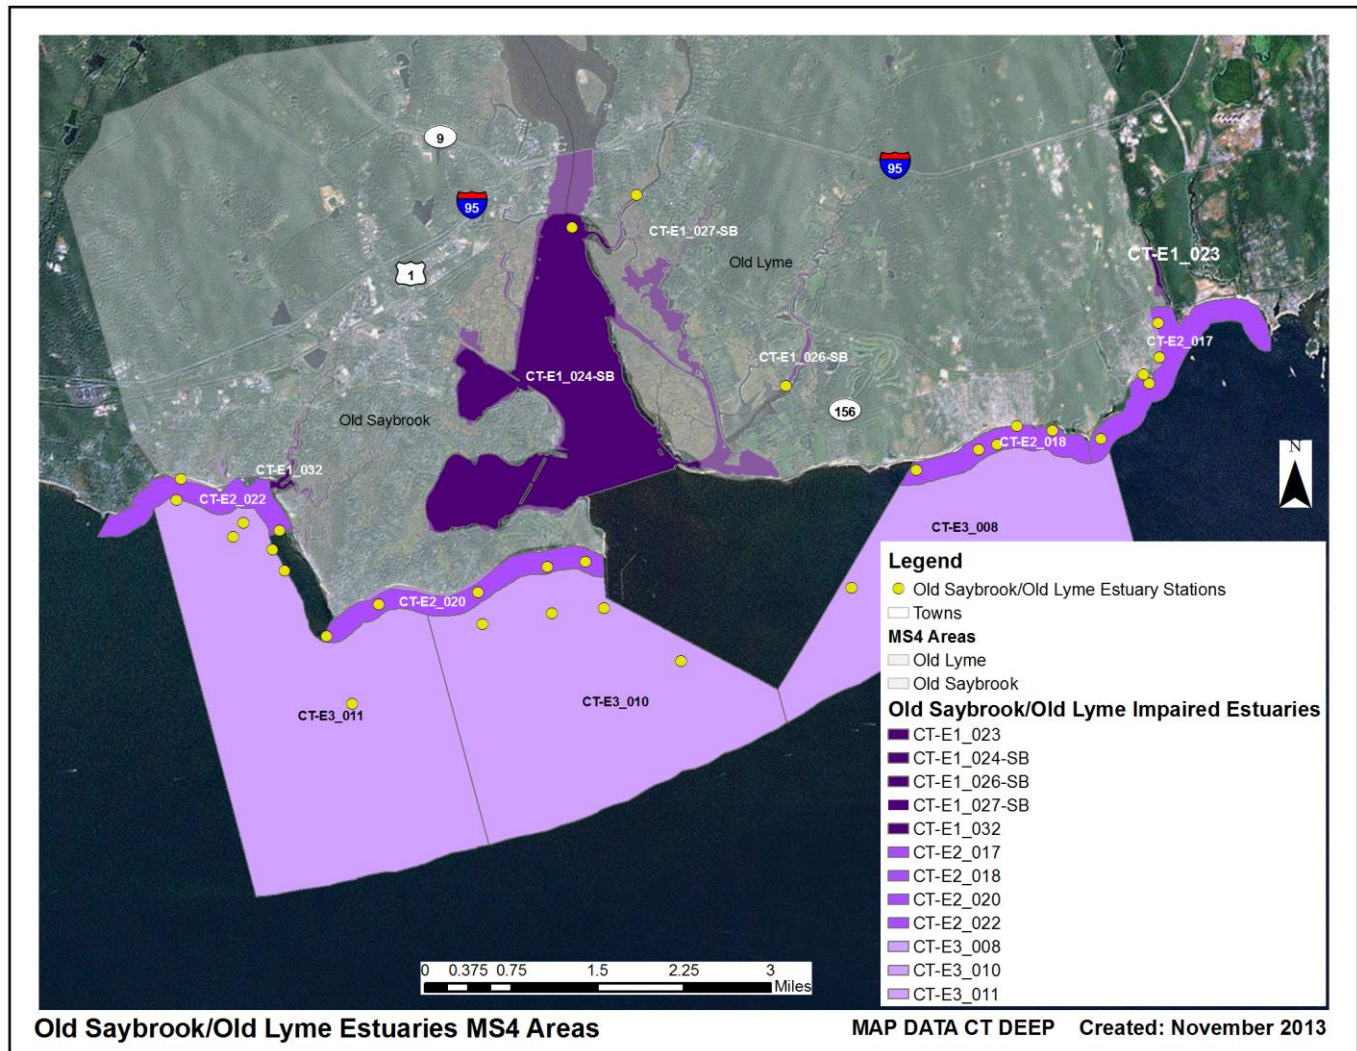 9
95
95
1
CT-E1_027-SB
Old Lyme
CT-E1_023
CT-E2_017
CT-E1_026-SB
CT-E1_024-SB
156
Old Saybrook
CT-E2_018
CT-E1_032
CT-E2_022
N
CT-E3_008
CT-E2_020
CT-E3_011
CT-E3_010
Legend
Old Saybrook/Old Lyme Estuary Stations
Towns
MS4 Areas
Old Lyme
Old Saybrook
Old Saybrook/Old Lyme Impaired Estuaries
CT-E1_023
CT-E1_024-SB
CT-E1_026-SB
CT-E1_027-SB
CT-E1_032
CT-E2_017
CT-E2_018
CT-E2_020
CT-E2_022
CT-E3_008
CT-E3_010
CT-E3_011
0 0.375 0.75 1.5 2.25 3
Miles
Old Saybrook/Old Lyme Estuaries MS4 Areas
MAP DATA CT DEEP Created: November 2013